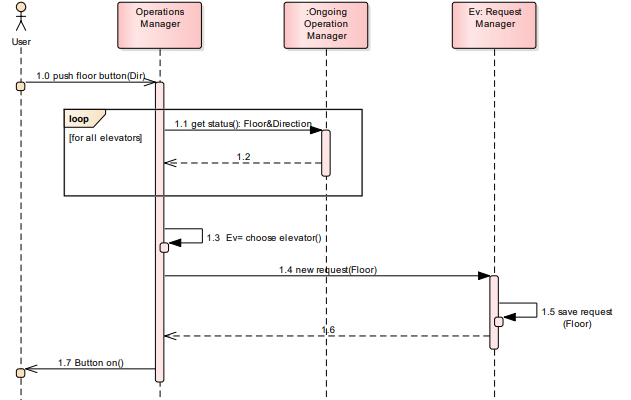 Operations
Manager
:Ongoing
Operation
Manager
Ev: Request
Manager
User
1.0 push floor button(Dir)
loop
1.1 get status(): Floor&Direction
[for all elevators]
1.2
1.3 Ev= choose elevator()
1.4 new request(Floor)
1.5 save request
(Floor)
1.6
1.7 Button on()